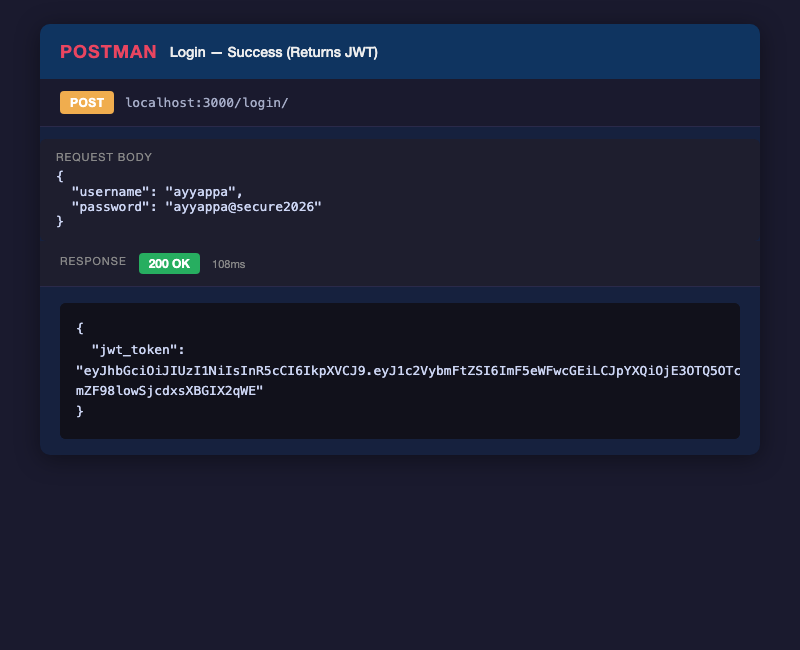 POSTMAN Login — Success (Returns JWT)
POST localhost:3000/login/
REQUEST BODY
{
"username": "ayyappa",
"password": "ayyappa@secure2026"
}
RESPONSE 200 OK 108ms
{
"jwt_token":
"eyJhbGciOiJIUzI1NiIsInR5cCI6IkpXVCJ9.eyJ1c2VybmFtZSI6ImF5eWFwcGEiLCJpYXQiOjE3OTQ5OTc
mZF98lowSjcdxsXBGIX2qWE"
}